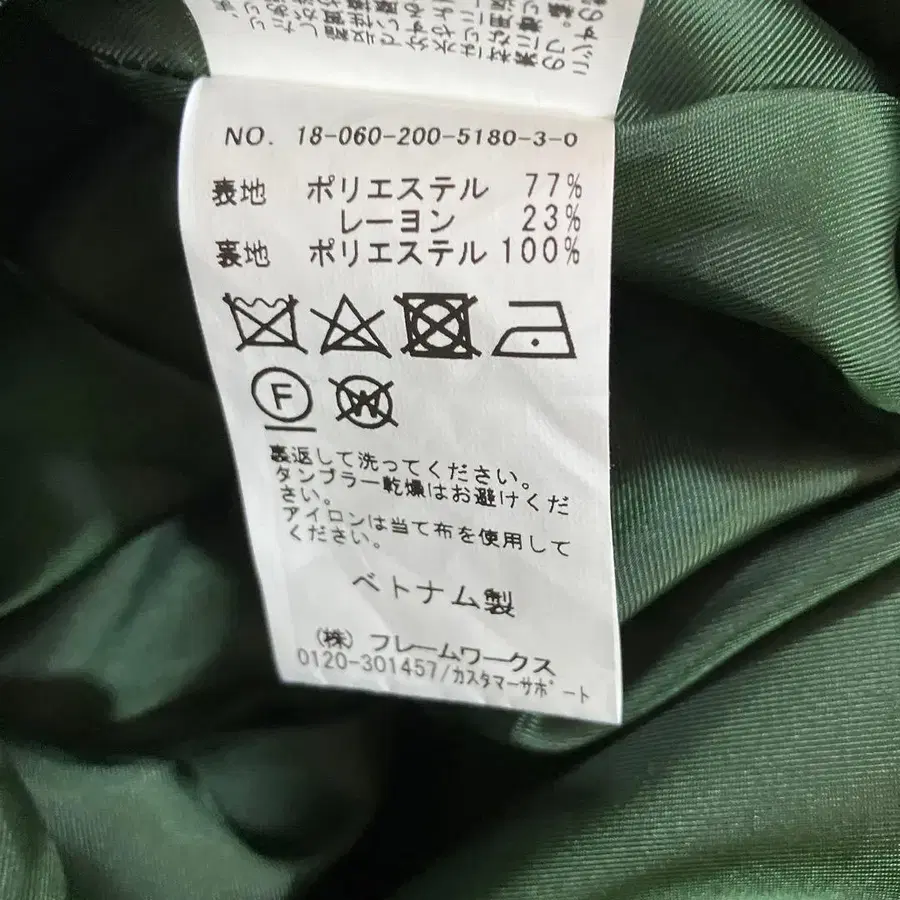 NO. 18-060-200-5180-3-0
表地 ポリエステル 77%
レーヨン 23%
裏地 ポリエステル 100%
F W
裏返して洗ってください。
タンブラー乾燥はお避けくだ
さい。
アイロンは当て布を使用して
ください。
ベトナム製
(株) フレームワークス
0120-301457/カスタマーサポート